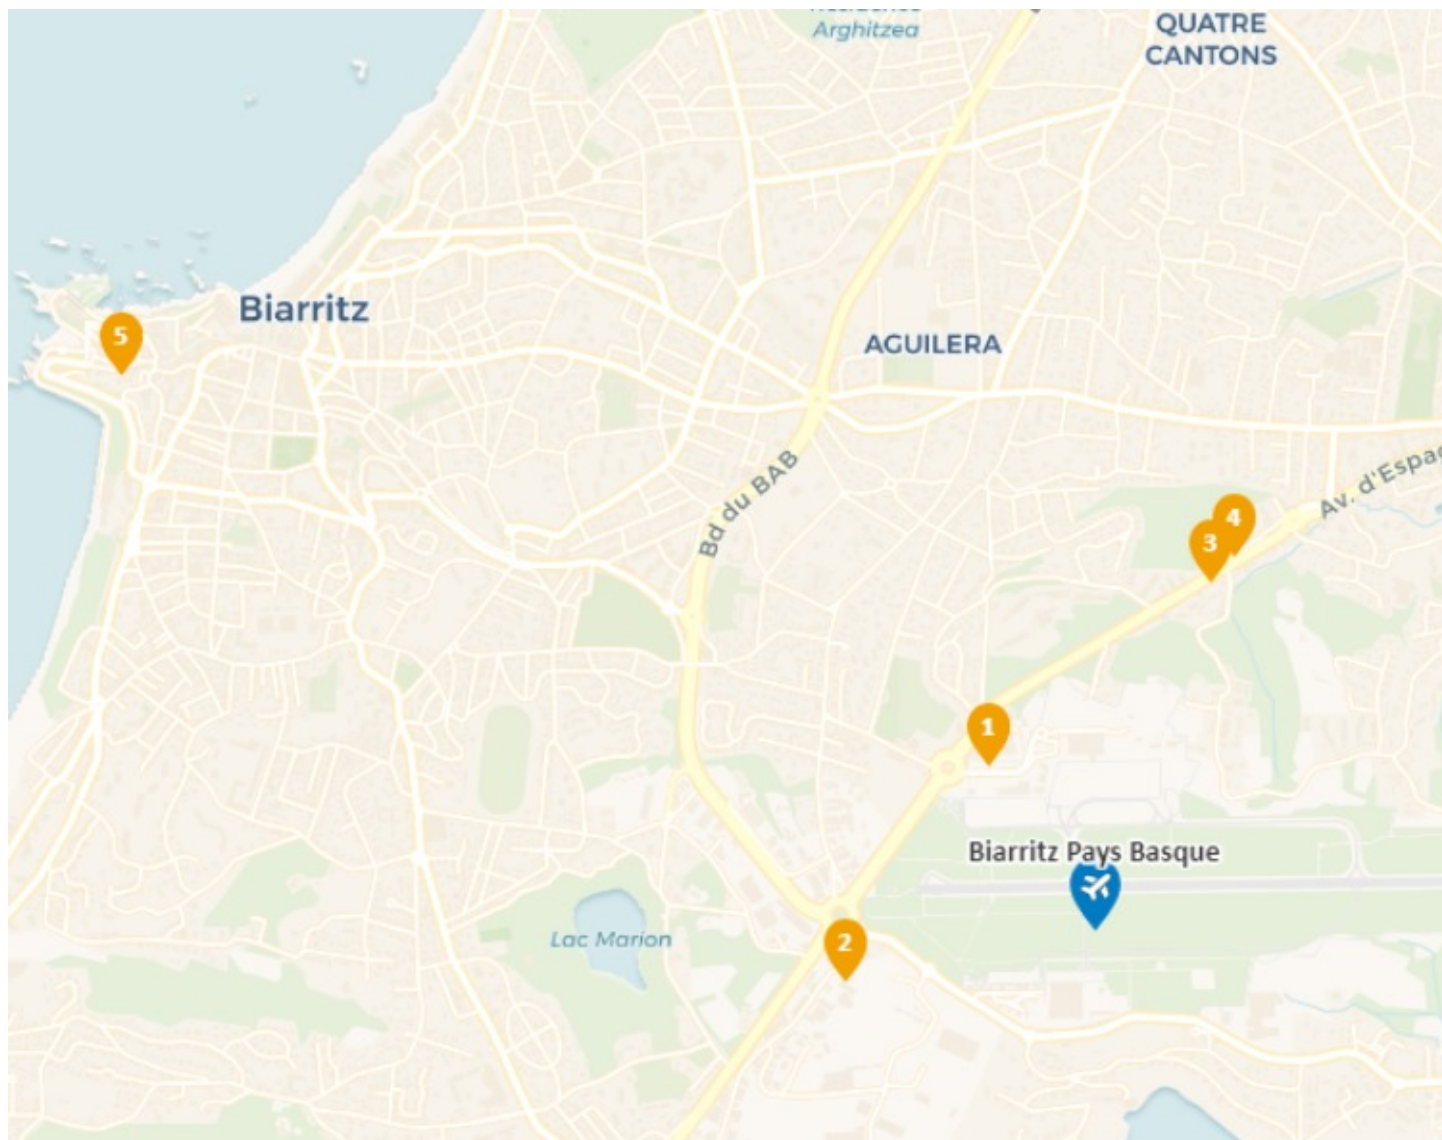 Arghitzea
QUATRE
CANTONS
Biarritz
5
AGUILERA
Bd du BAB
Av. d'Espag
4
3
1
Biarritz Pays Basque
Lac Marion
2